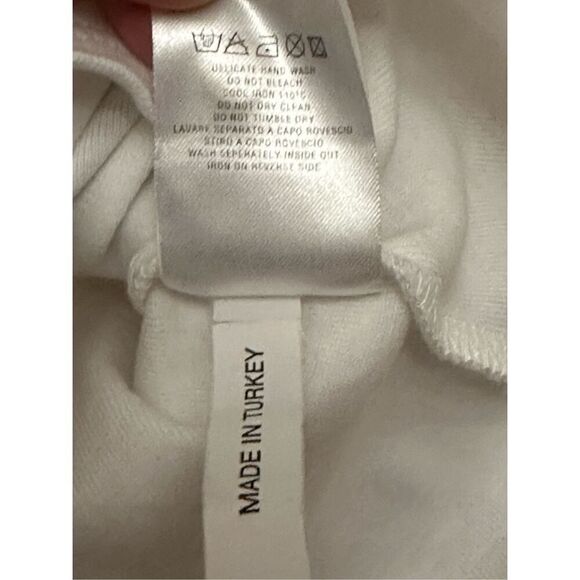 DELICATE HAND WASH
DO NOT BLEACH
COOL IRON 110°C
DO NOT DRY CLEAN
DO NOT TUMBLE DRY
LAVARE SEPARATO A CAPO ROVESCIO
STIRO A CAPO ROVESCIO
WASH SEPERATELY INSIDE OUT
IRON ON REVERSE SIDE
MADE IN TURKEY